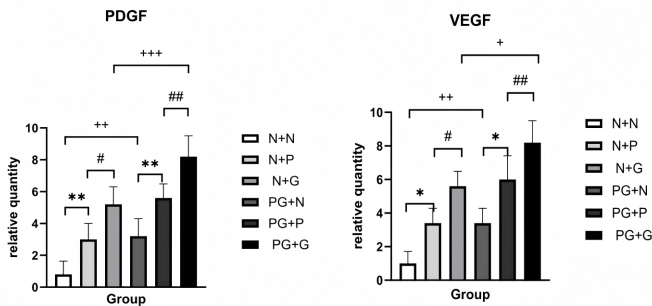 PDGF
+++
##
++
#
**
**
relative quantity
10
8
6
4
2
0
Group
N+N
N+P
N+G
PG+N
PG+P
PG+G
VEGF
+
##
++
#
*
*
relative quantity
10
8
6
4
2
0
Group
N+N
N+P
N+G
PG+N
PG+P
PG+G